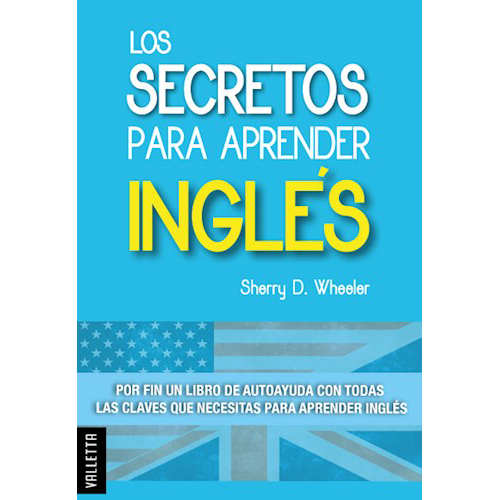 LOS
SECRETOS
PARA APRENDER
INGLÉS
Sherry D. Wheeler
POR FIN UN LIBRO DE AUTOAYUDA CON TODAS
LAS CLAVES QUE NECESITAS PARA APRENDER INGLÉS
VALLETTA